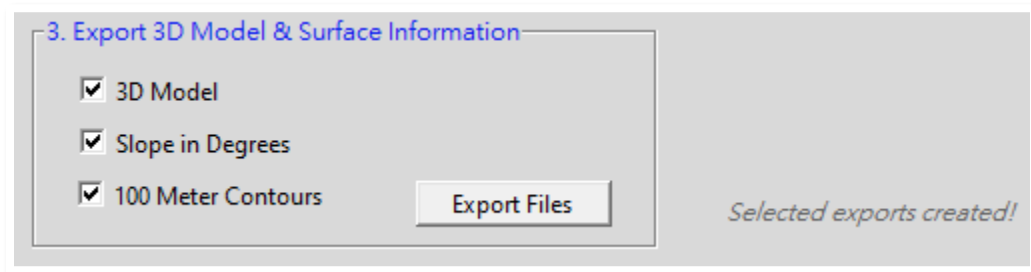 3. Export 3D Model & Surface Information
3D Model
Slope in Degrees
100 Meter Contours
Export Files
Selected exports created!